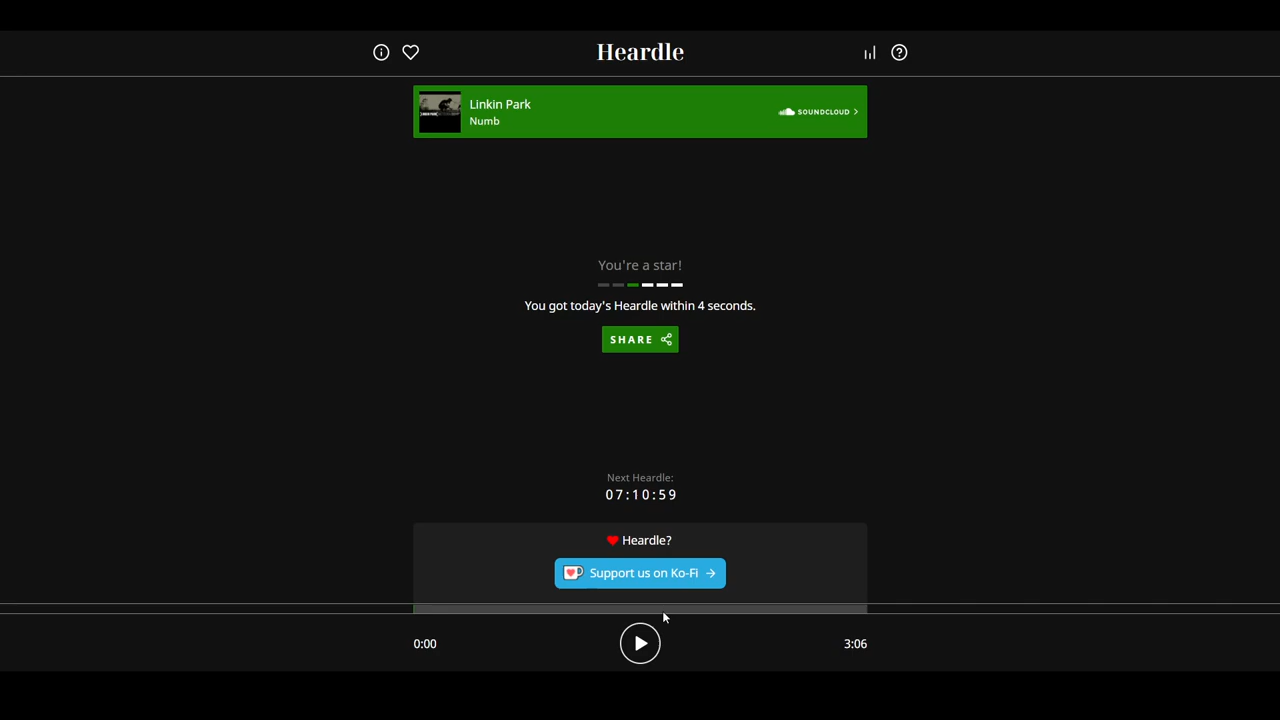 Heardle
Linkin Park
Numb
SOUNDCLOUD
You're a star!
You got today's Heardle within 4 seconds.
SHARE
Next Heardle:
07:10:59
Heardle?
Support us on Ko-Fi
0:00
3:06